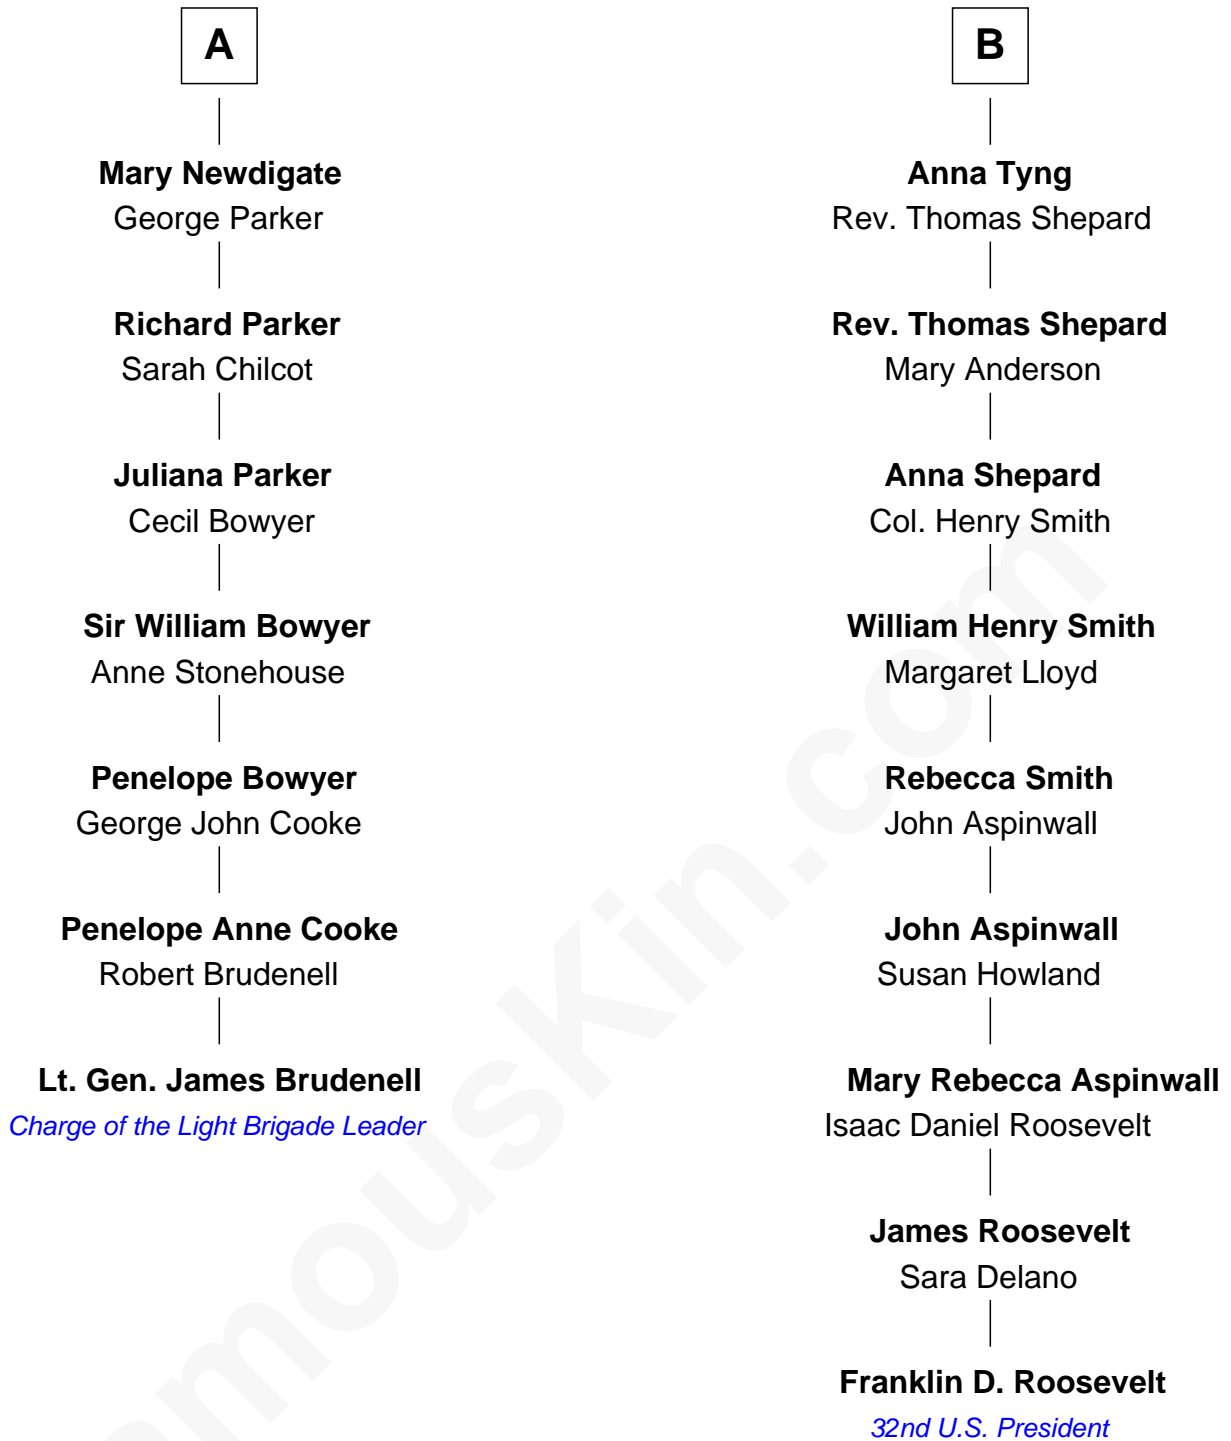 A
Mary Newdigate
George Parker
Richard Parker
Sarah Chilcot
Juliana Parker
Cecil Bowyer
Sir William Bowyer
Anne Stonehouse
Penelope Bowyer
George John Cooke
Penelope Anne Cooke
Robert Brudenell
Lt. Gen. James Brudenell
Charge of the Light Brigade Leader
B
Anna Tyng
Rev. Thomas Shepard
Rev. Thomas Shepard
Mary Anderson
Anna Shepard
Col. Henry Smith
William Henry Smith
Margaret Lloyd
Rebecca Smith
John Aspinwall
John Aspinwall
Susan Howland
Mary Rebecca Aspinwall
Isaac Daniel Roosevelt
James Roosevelt
Sara Delano
Franklin D. Roosevelt
32nd U.S. President
amouskin.com